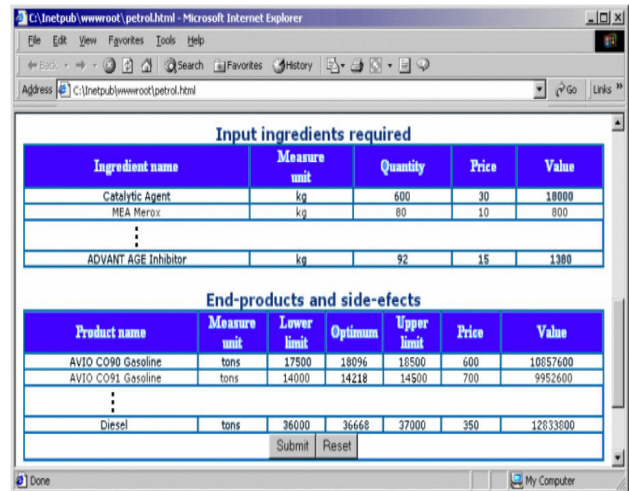 C:\Inetpub\wwwroot\petrol.html - Microsoft Internet Explorer
File Edit View Favorites Tools Help
Back Search Favorites History
Address C:\Inetpub\wwwroot\petrol.html Go Links »
Input ingredients required
Ingredient name Measure unit Quantity Price Value
Catalytic Agent kg 600 30 18000
MEA Merox kg 80 10 800
ADVANT AGE Inhibitor kg 92 15 1380
End-products and side-efects
Product name Measure unit Lower limit Optimum Upper limit Price Value
AVIO CO90 Gasoline tons 17500 18096 18500 600 10857600
AVIO CO91 Gasoline tons 14000 14218 14500 700 9952600
Diesel tons 36000 36668 37000 350 12833800
Submit Reset
Done My Computer